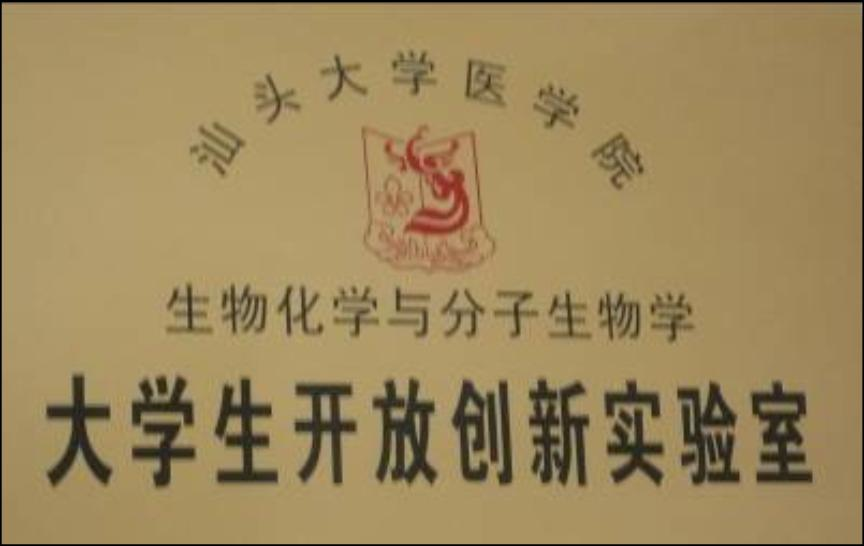 汕头大学医学院
生物化学与分子生物学
大学生开放创新实验室